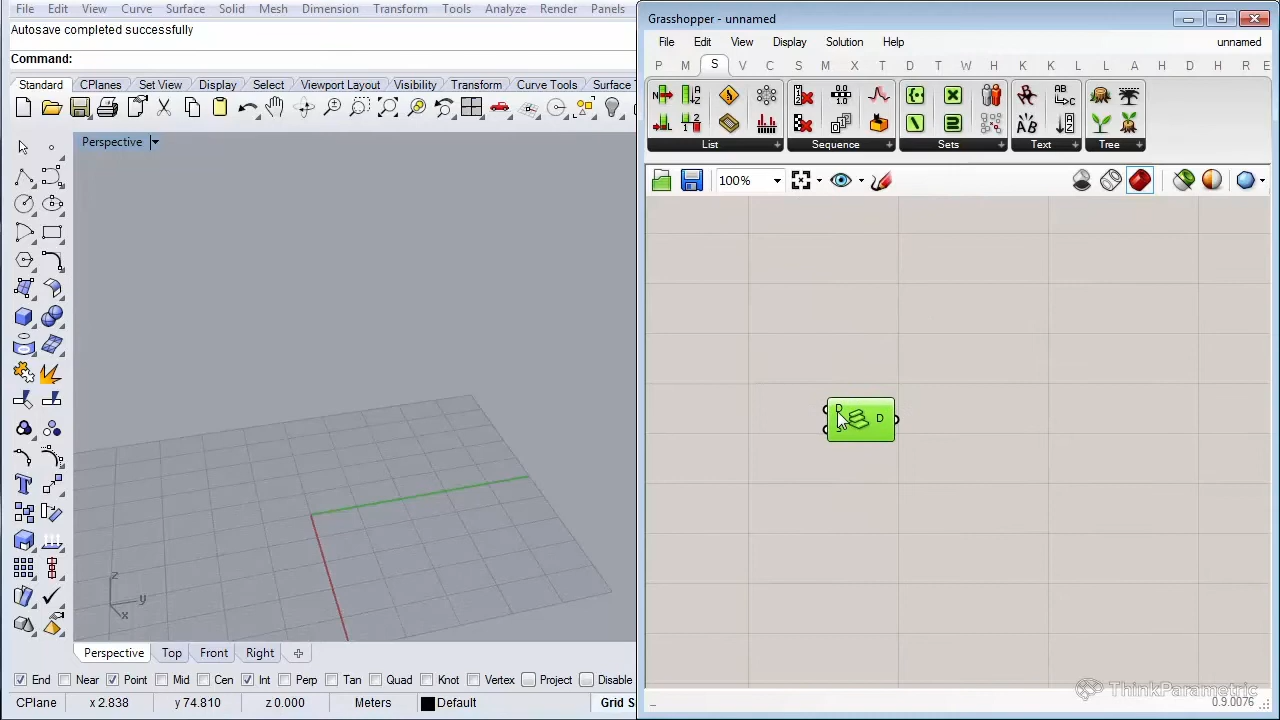 File Edit View Curve Surface Solid Mesh Dimension Transform Tools Analyze Render Panels
Autosave completed successfully
Command:
Standard CPlanes Set View Display Select Viewport Layout Visibility Transform Curve Tools Surface T
Perspective
z
y
x
Perspective Top Front Right
End Near Point Mid Cen Int Perp Tan Quad Knot Vertex Project Disable
CPlane x 2.838 y 74.810 z 0.000 Meters Default Grid S
Grasshopper - unnamed
File Edit View Display Solution Help unnamed
P M S V C S M X T D T W H K K L L A D H R E
List Sequence Sets Text Tree
100%
D D
ThinkParametric
0.9.0076